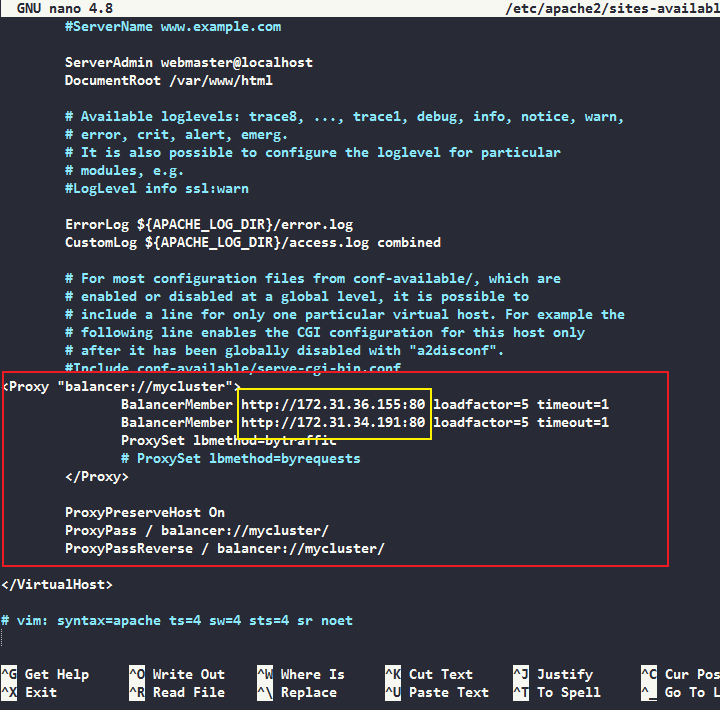 GNU nano 4.8 /etc/apache2/sites-availabl
#ServerName www.example.com
ServerAdmin webmaster@localhost
DocumentRoot /var/www/html
# Available loglevels: trace8, ..., trace1, debug, info, notice, warn,
# error, crit, alert, emerg.
# It is also possible to configure the loglevel for particular
# modules, e.g.
#LogLevel info ssl:warn
ErrorLog ${APACHE_LOG_DIR}/error.log
CustomLog ${APACHE_LOG_DIR}/access.log combined
# For most configuration files from conf-available/, which are
# enabled or disabled at a global level, it is possible to
# include a line for only one particular virtual host. For example the
# following line enables the CGI configuration for this host only
# after it has been globally disabled with "a2disconf".
#Include conf-available/serve-cgi-bin.conf
<Proxy "balancer://mycluster">
BalancerMember http://172.31.36.155:80 loadfactor=5 timeout=1
BalancerMember http://172.31.34.191:80 loadfactor=5 timeout=1
ProxySet lbmethod=bytraffic
# ProxySet lbmethod=byrequests
</Proxy>
ProxyPreserveHost On
ProxyPass / balancer://mycluster/
ProxyPassReverse / balancer://mycluster/
</VirtualHost>
# vim: syntax=apache ts=4 sw=4 sts=4 sr noet
^G Get Help ^O Write Out ^W Where Is ^K Cut Text ^J Justify ^C Cur Pos
^X Exit ^R Read File ^\ Replace ^U Paste Text ^T To Spell ^_ Go To L